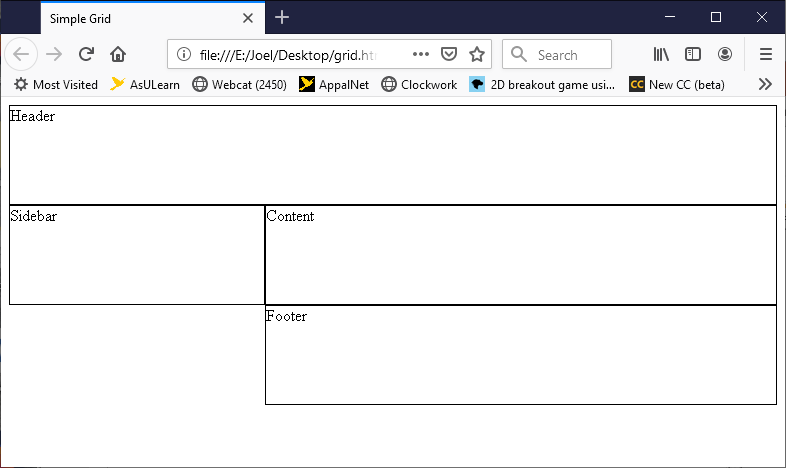 Simple Grid
file:///E:/Joel/Desktop/grid.ht
Search
Most Visited AsULearn Webcat (2450) AppalNet Clockwork 2D breakout game usi... CC New CC (beta)
Header
Sidebar Content
Footer